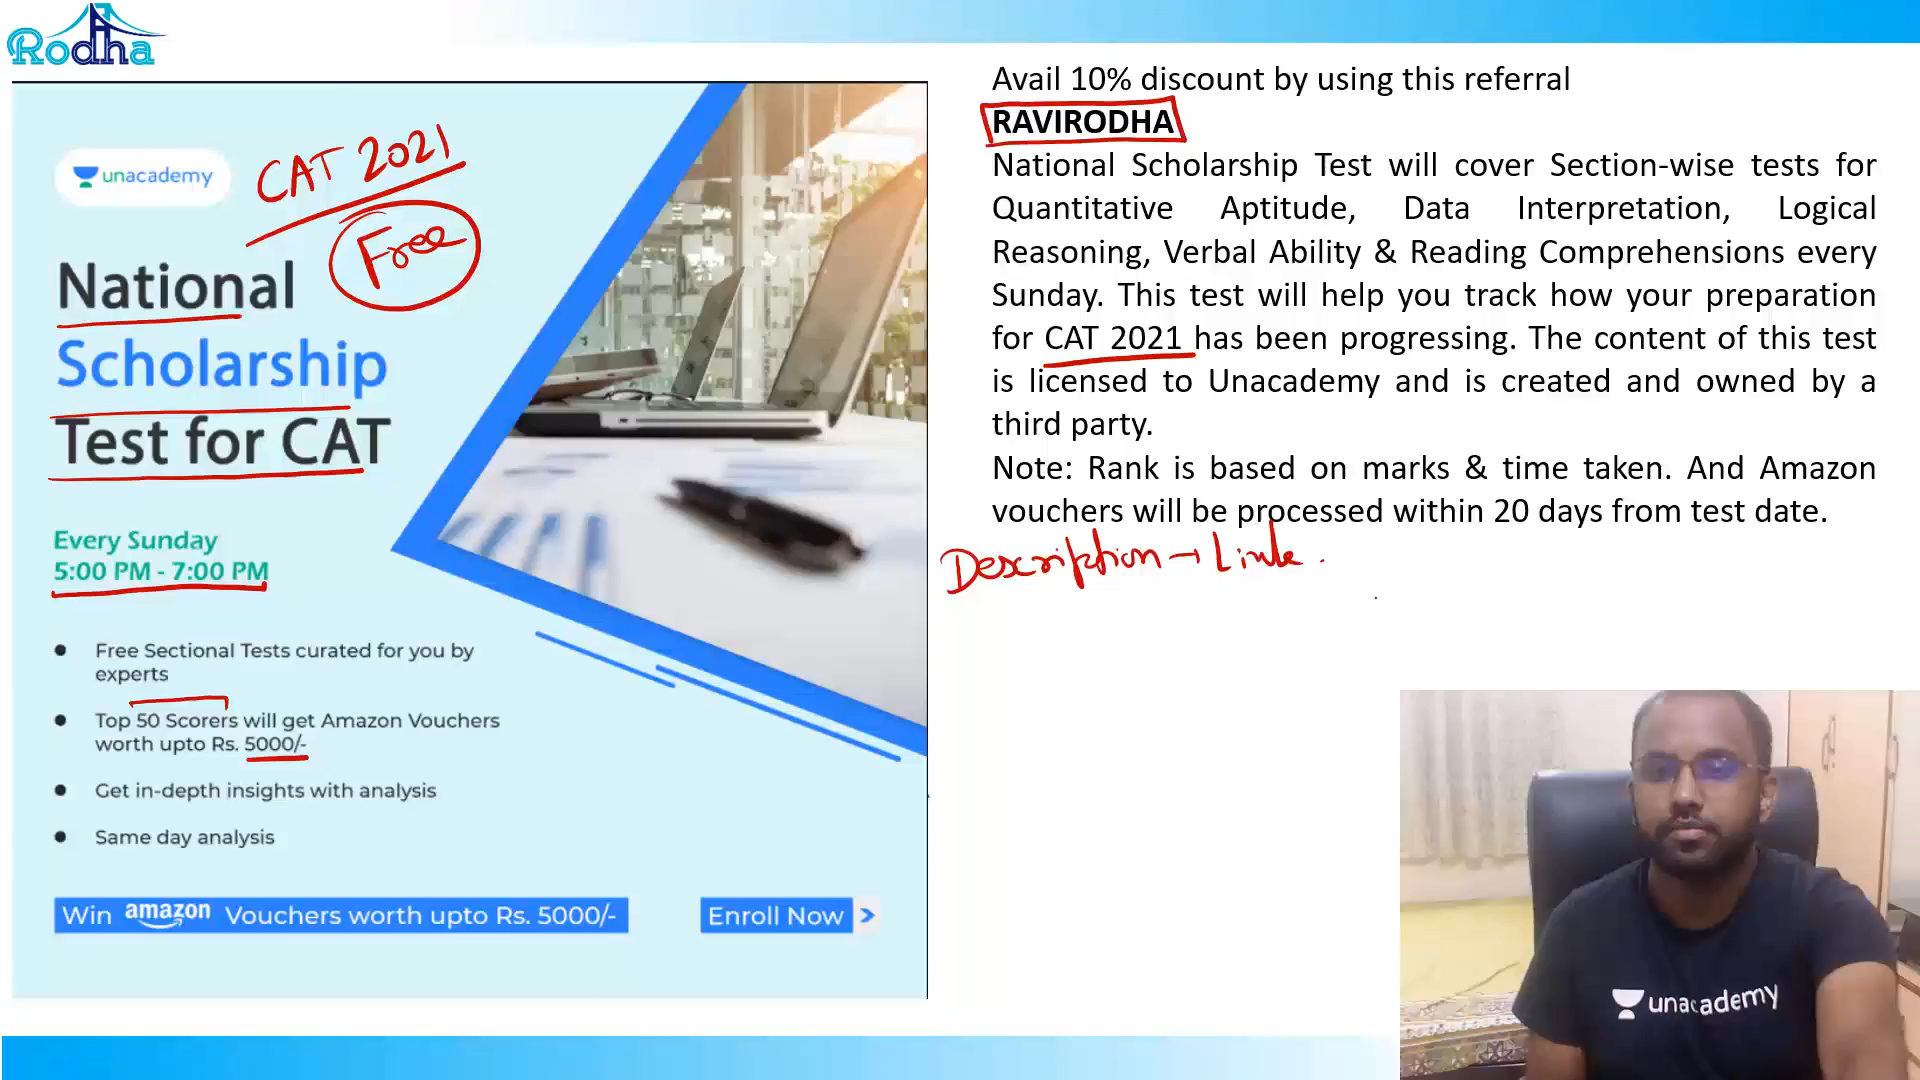 Rodha
unacademy
CAT 2021
Free
National
Scholarship
Test for CAT
Every Sunday
5:00 PM - 7:00 PM
Free Sectional Tests curated for you by
experts
Top 50 Scorers will get Amazon Vouchers
worth upto Rs. 5000/-
Get in-depth insights with analysis
Same day analysis
Win amazon Vouchers worth upto Rs. 5000/-
Enroll Now >
Avail 10% discount by using this referral
RAVIRODHA
National Scholarship Test will cover Section-wise tests for
Quantitative Aptitude, Data Interpretation, Logical
Reasoning, Verbal Ability & Reading Comprehensions every
Sunday. This test will help you track how your preparation
for CAT 2021 has been progressing. The content of this test
is licensed to Unacademy and is created and owned by a
third party.
Note: Rank is based on marks & time taken. And Amazon
vouchers will be processed within 20 days from test date.
Description → Link.
unacademy